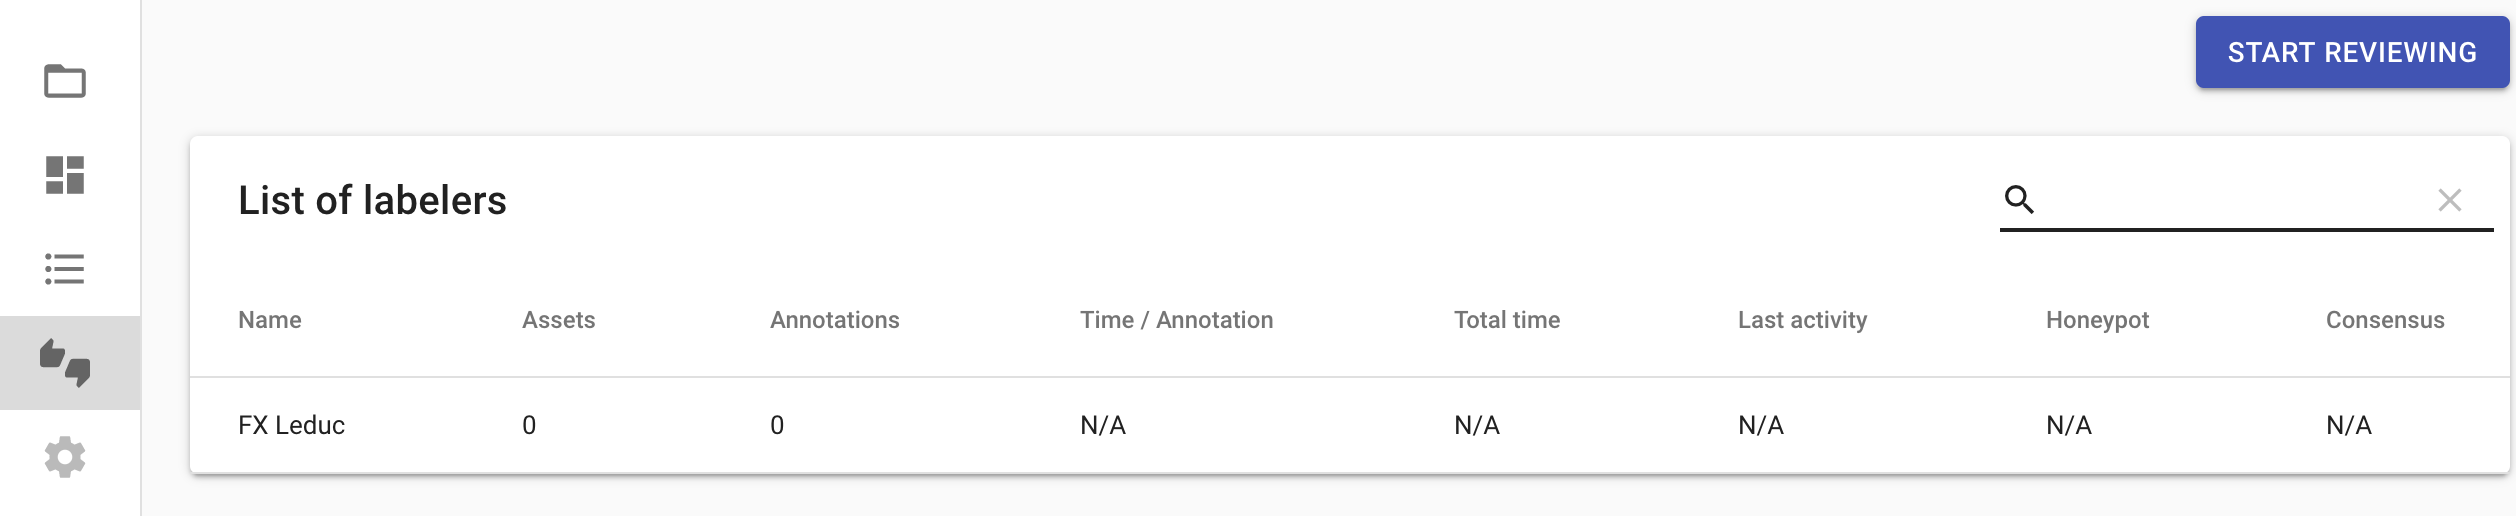 START REVIEWING
List of labelers
Name Assets Annotations Time / Annotation Total time Last activity Honeypot Consensus
FX Leduc 0 0 N/A N/A N/A N/A N/A